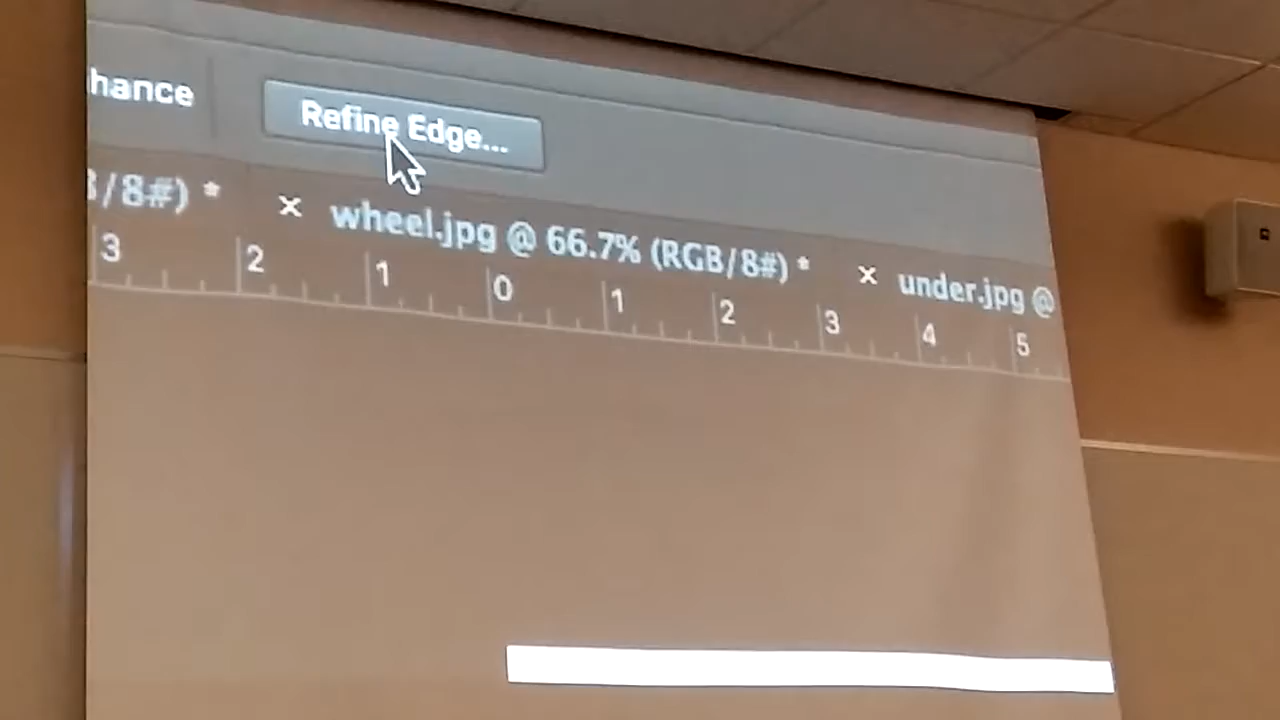 hance Refine Edge...
/8#) * × wheel.jpg @ 66.7% (RGB/8#) * × under.jpg @
3 2 1 0 1 2 3 4 5